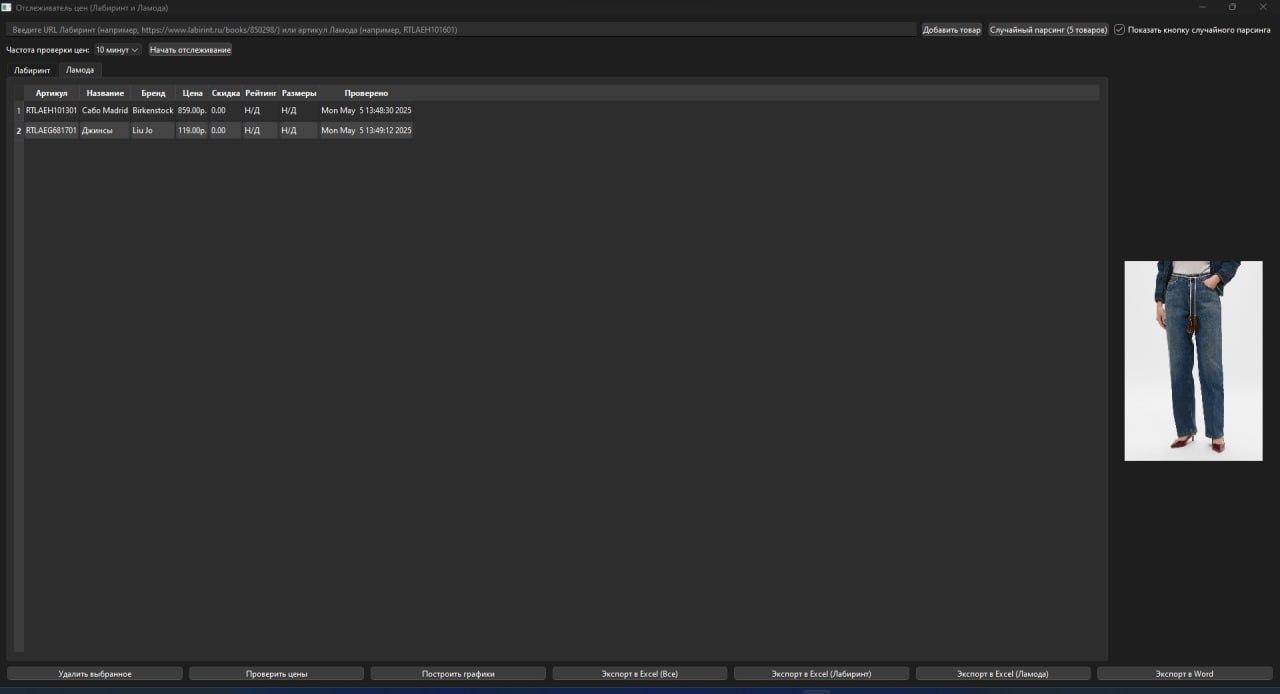 Отслеживатель цен (Лабиринт и Ламода)
Введите URL Лабиринт (например, https://www.labirint.ru/books/850298/) или артикул Ламода (например, RTLAEH101601) Добавить товар Случайный парсинг (5 товаров) Показать кнопку случайного парсинга
Частота проверки цен: 10 минут Начать отслеживание
Лабиринт Ламода
Артикул Название Бренд Цена Скидка Рейтинг Размеры Проверено
1 RTLAEH101301 Сабо Madrid Birkenstock 859.00р. 0.00 Н/Д Н/Д Mon May 5 13:48:30 2025
2 RTLAEG681701 Джинсы Liu Jo 119.00р. 0.00 Н/Д Н/Д Mon May 5 13:49:12 2025
Удалить выбранное Проверить цены Построить графики Экспорт в Excel (Все) Экспорт в Excel (Лабиринт) Экспорт в Excel (Ламода) Экспорт в Word